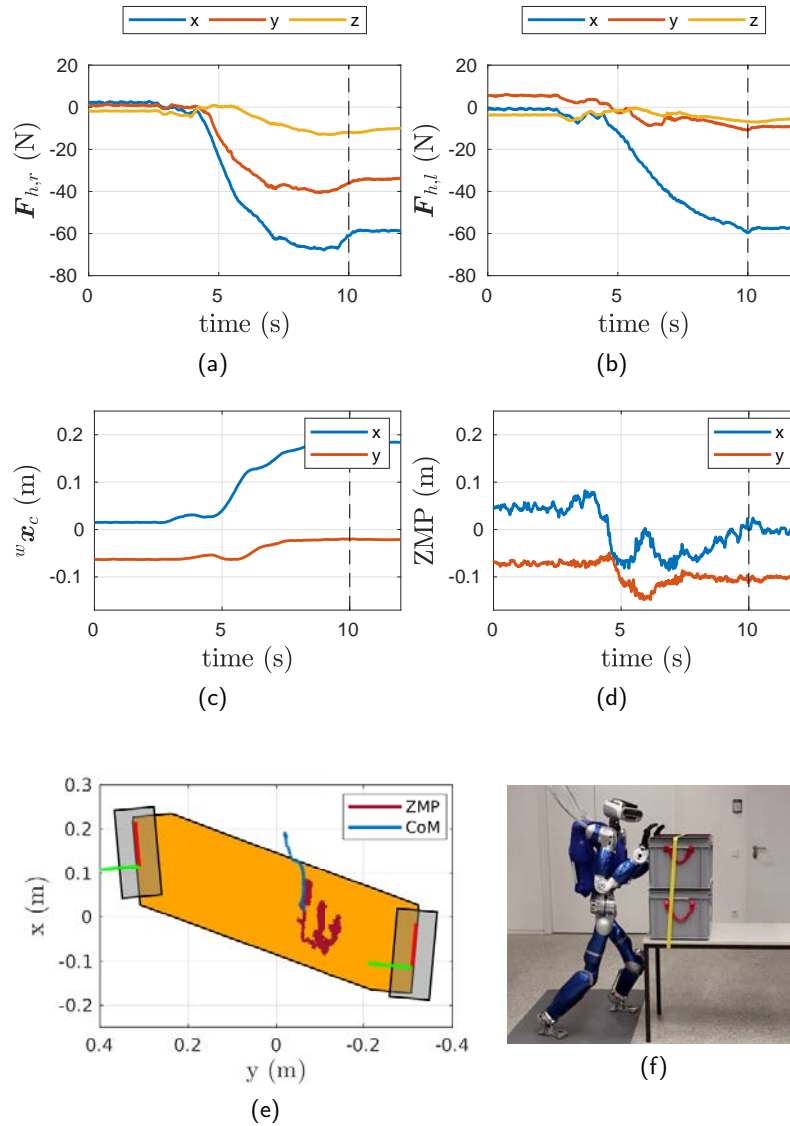 x y z
x y z
20
0
-20
-40
-60
-80
F_{h,r} (N)
0 5 10
time (s)
(a)
20
0
-20
-40
-60
-80
F_{h,l} (N)
0 5 10
time (s)
(b)
0.2
0.1
0
-0.1
^w x_c (m)
x
y
0 5 10
time (s)
(c)
0.2
0.1
0
-0.1
ZMP (m)
x
y
0 5 10
time (s)
(d)
0.3
0.2
0.1
0
-0.1
-0.2
x (m)
ZMP
CoM
0.4 0.2 0 -0.2 -0.4
y (m)
(e)
(f)